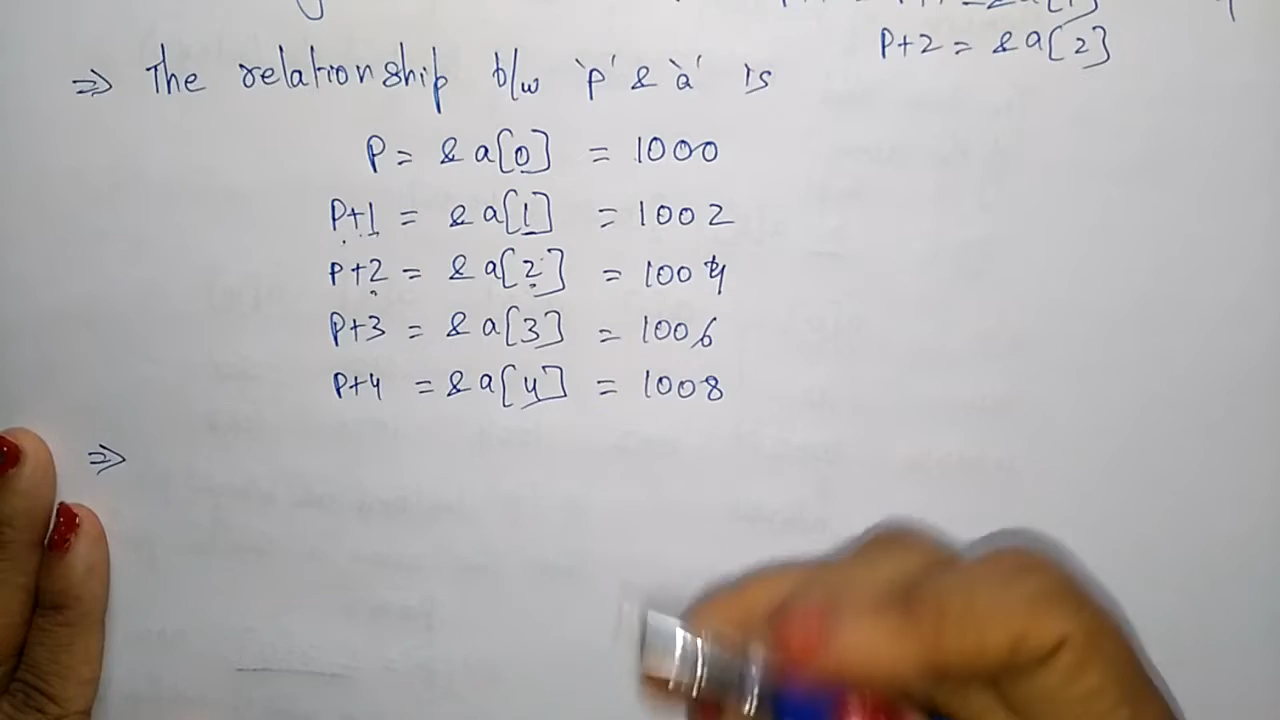 P+2 = & a[2]
⇒ The relationship b/w 'p' & 'a' is
P = & a[0] = 1000
P+1 = & a[1] = 1002
P+2 = & a[2] = 1004
P+3 = & a[3] = 1006
P+4 = & a[4] = 1008
⇒